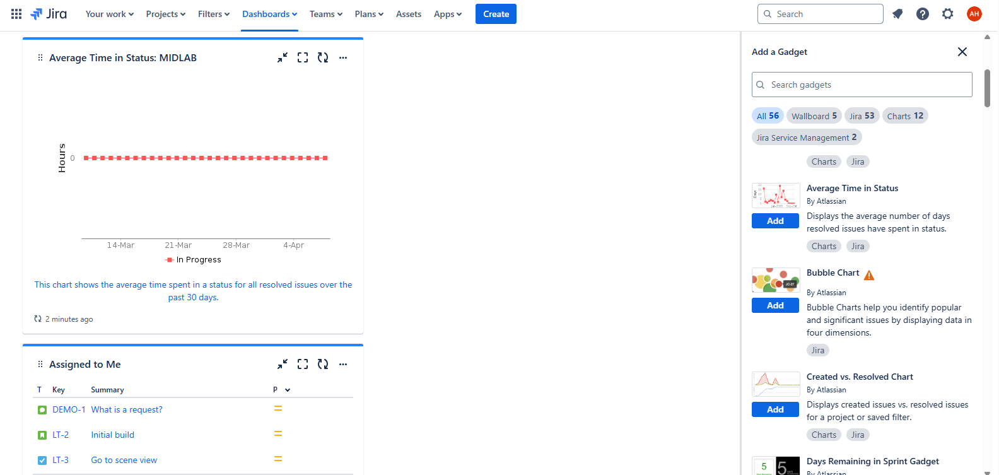 Jira
Your work
Projects
Filters
Dashboards
Teams
Plans
Assets
Apps
Create
Search
AH
Average Time in Status: MIDLAB
Hours
0
14-Mar
21-Mar
28-Mar
4-Apr
In Progress
This chart shows the average time spent in a status for all resolved issues over the
past 30 days.
2 minutes ago
Assigned to Me
T Key Summary P
DEMO-1 What is a request?
LT-2 Initial build
LT-3 Go to scene view
Add a Gadget
Search gadgets
All 56
Wallboard 5
Jira 53
Charts 12
Jira Service Management 2
Charts
Jira
Average Time in Status
By Atlassian
Add
Displays the average number of days
resolved issues have spent in status.
Charts
Jira
Bubble Chart
By Atlassian
Add
Bubble Charts help you identify popular
and significant issues by displaying data in
four dimensions.
Jira
Created vs. Resolved Chart
By Atlassian
Add
Displays created issues vs. resolved issues
for a project or saved filter.
Charts
Jira
5
5
Days Remaining in Sprint Gadget
By Atlassian